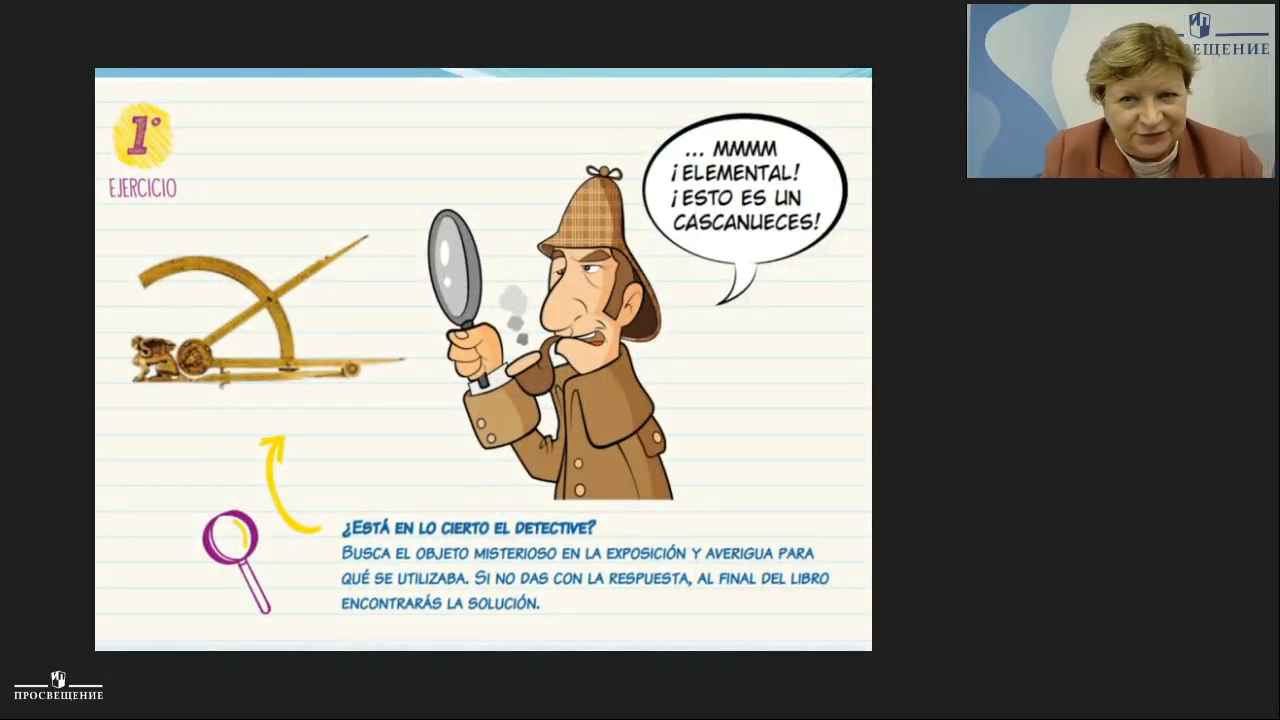 1º
EJERCICIO
... MMMM
¡ELEMENTAL!
¡ESTO ES UN
CASCANUECES!
¿ESTÁ EN LO CIERTO EL DETECTIVE?
BUSCA EL OBJETO MISTERIOSO EN LA EXPOSICIÓN Y AVERIGUA PARA
QUÉ SE UTILIZABA. SI NO DAS CON LA RESPUESTA, AL FINAL DEL LIBRO
ENCONTRARÁS LA SOLUCIÓN.
ЕЩЕНИЕ
ПРОСВЕЩЕНИЕ